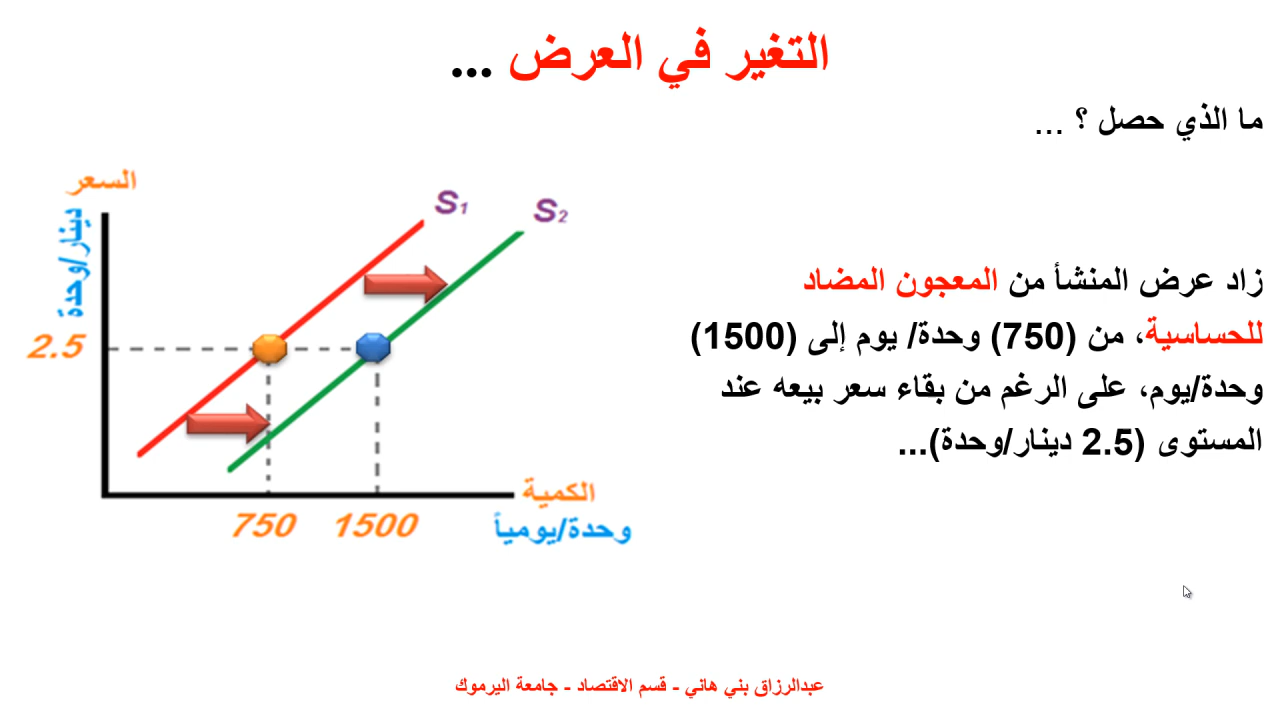 التغير في العرض ...
ما الذي حصل ؟ ...
السعر
دينار/وحدة
S1
S2
2.5
750
1500
الكمية
وحدة/يومياً
زاد عرض المنشأ من المعجون المضاد
للحساسية، من (750) وحدة/ يوم إلى (1500)
وحدة/يوم، على الرغم من بقاء سعر بيعه عند
المستوى (2.5 دينار/وحدة)...
عبدالرزاق بني هاني - قسم الاقتصاد - جامعة اليرموك